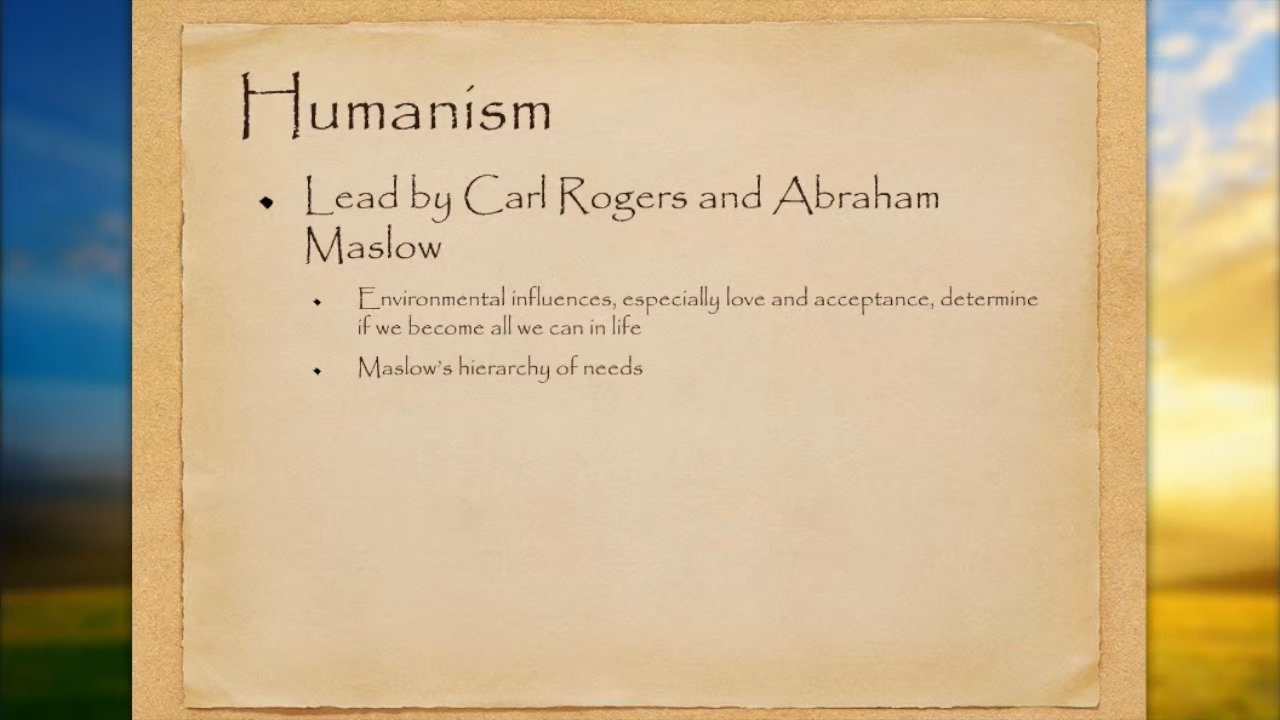 Humanism
Lead by Carl Rogers and Abraham
Maslow
Environmental influences, especially love and acceptance, determine
if we become all we can in life
Maslow's hierarchy of needs